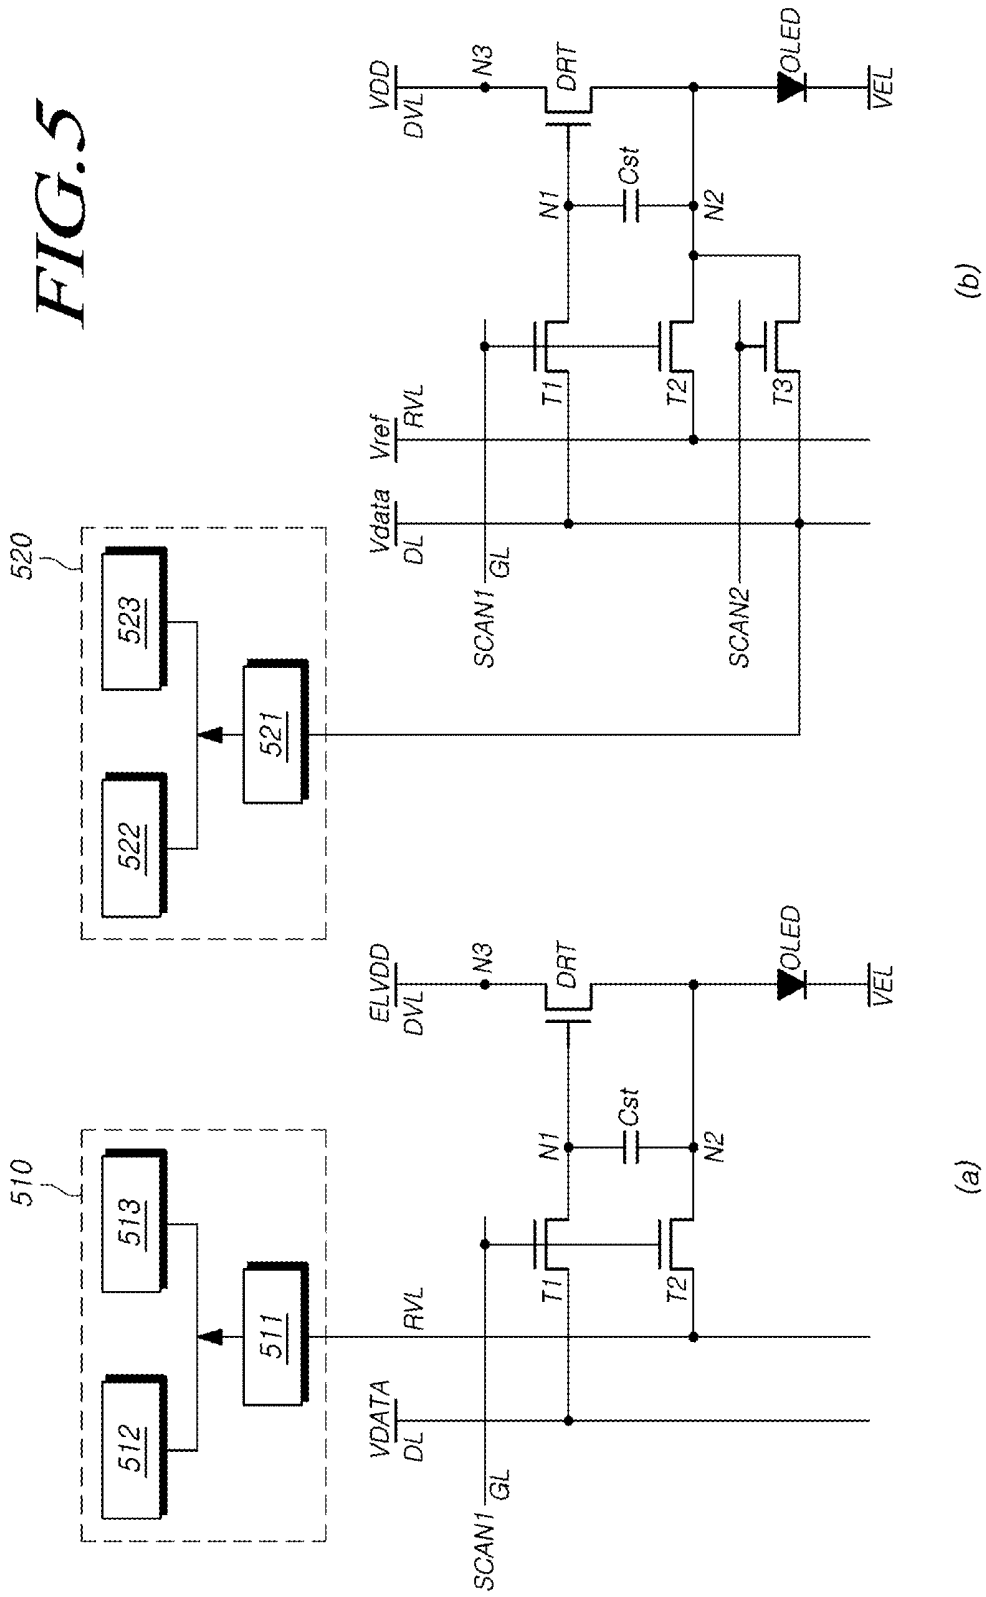 FIG.5
510
512
513
511
VDATA
DL
RVL
ELVDD
DVL
N3
SCAN1
GL
T1
N1
DRT
Cst
T2
N2
OLED
VEL
(a)
520
522
523
521
Vdata
DL
Vref
RVL
VDD
DVL
N3
SCAN1
GL
T1
N1
DRT
Cst
T2
N2
SCAN2
T3
OLED
VEL
(b)